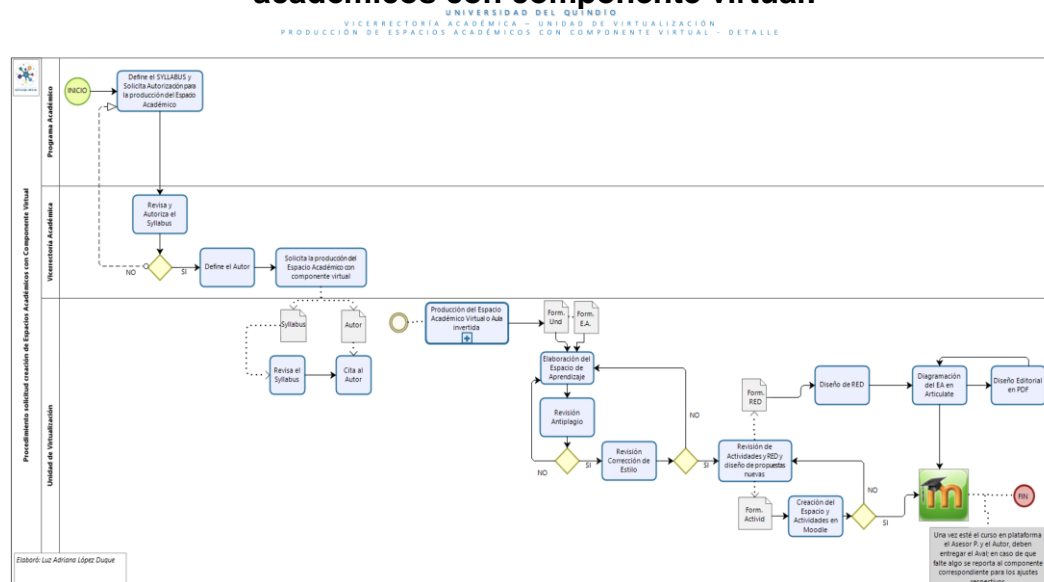 académicos con componente virtual.
UNIVERSIDAD DEL QUINDÍO
VICERRECTORÍA ACADÉMICA – UNIDAD DE VIRTUALIZACIÓN
PRODUCCIÓN DE ESPACIOS ACADÉMICOS CON COMPONENTE VIRTUAL - DETALLE
Procedimiento solicitud creación de Espacios Académicos con Componente Virtual
Programa Académico
INICIO
Define el SYLLABUS y
Solicita Autorización para
la producción del Espacio
Académico
Vicerrectoría Académica
Revisa y
Autoriza el
Syllabus
NO
SI
Define el Autor
Solicita la producción del
Espacio Académico con
componente virtual
Unidad de Virtualización
Syllabus
Autor
Revisa el
Syllabus
Cita al
Autor
Producción del Espacio
Académico Virtual o Aula
invertida
Form.
Und
Form.
E.A.
Elaboración del
Espacio de
Aprendizaje
Revisión
Antiplagio
NO
SI
Revisión
Corrección de
Estilo
NO
SI
Form.
RED
Diseño de RED
Diagramación
del EA en
Articulate
Diseño Editorial
en PDF
Revisión de
Actividades y RED y
diseño de propuestas
nuevas
Form.
Activid
Creación del
Espacio y
Actividades en
Moodle
NO
SI
m
FIN
Una vez esté el curso en plataforma
el Asesor P. y el Autor, deben
entregar el Aval; en caso de que
falte algo se reporta al componente
correspondiente para los ajustes
respectivos
Elaboró: Luz Adriana López Duque